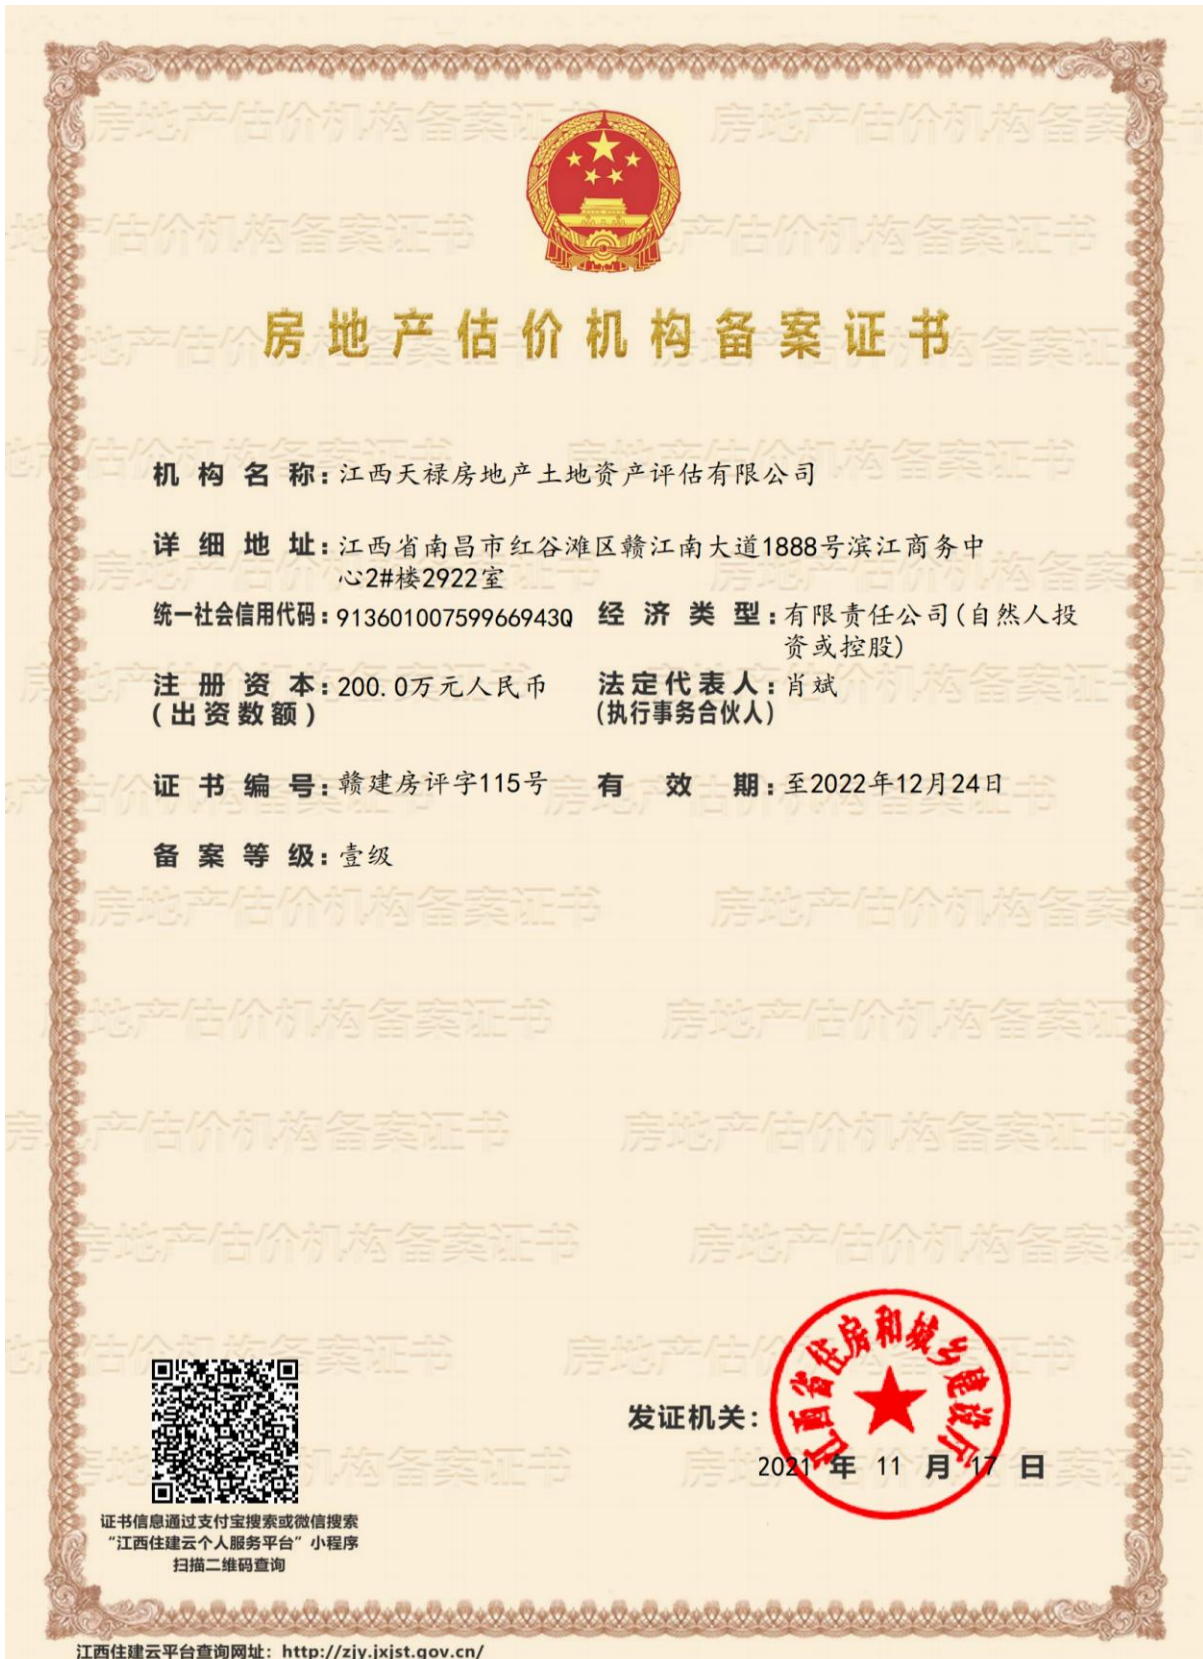 房地产估价机构备案证书
机构名称：江西天禄房地产土地资产评估有限公司
详细地址：江西省南昌市红谷滩区赣江南大道1888号滨江商务中
心2#楼2922室
统一社会信用代码：91360100759966943Q 经济类型：有限责任公司(自然人投
资或控股)
注册资本：200.0万元人民币 法定代表人：肖斌
(出资数额) (执行事务合伙人)
证书编号：赣建房评字115号 有效期：至2022年12月24日
备案等级：壹级
江西省住房和城乡建设厅
发证机关：
2021 年 11 月 17 日
证书信息通过支付宝搜索或微信搜索
“江西住建云个人服务平台”小程序
扫描二维码查询
江西住建云平台查询网址：http://zjy.jxjst.gov.cn/